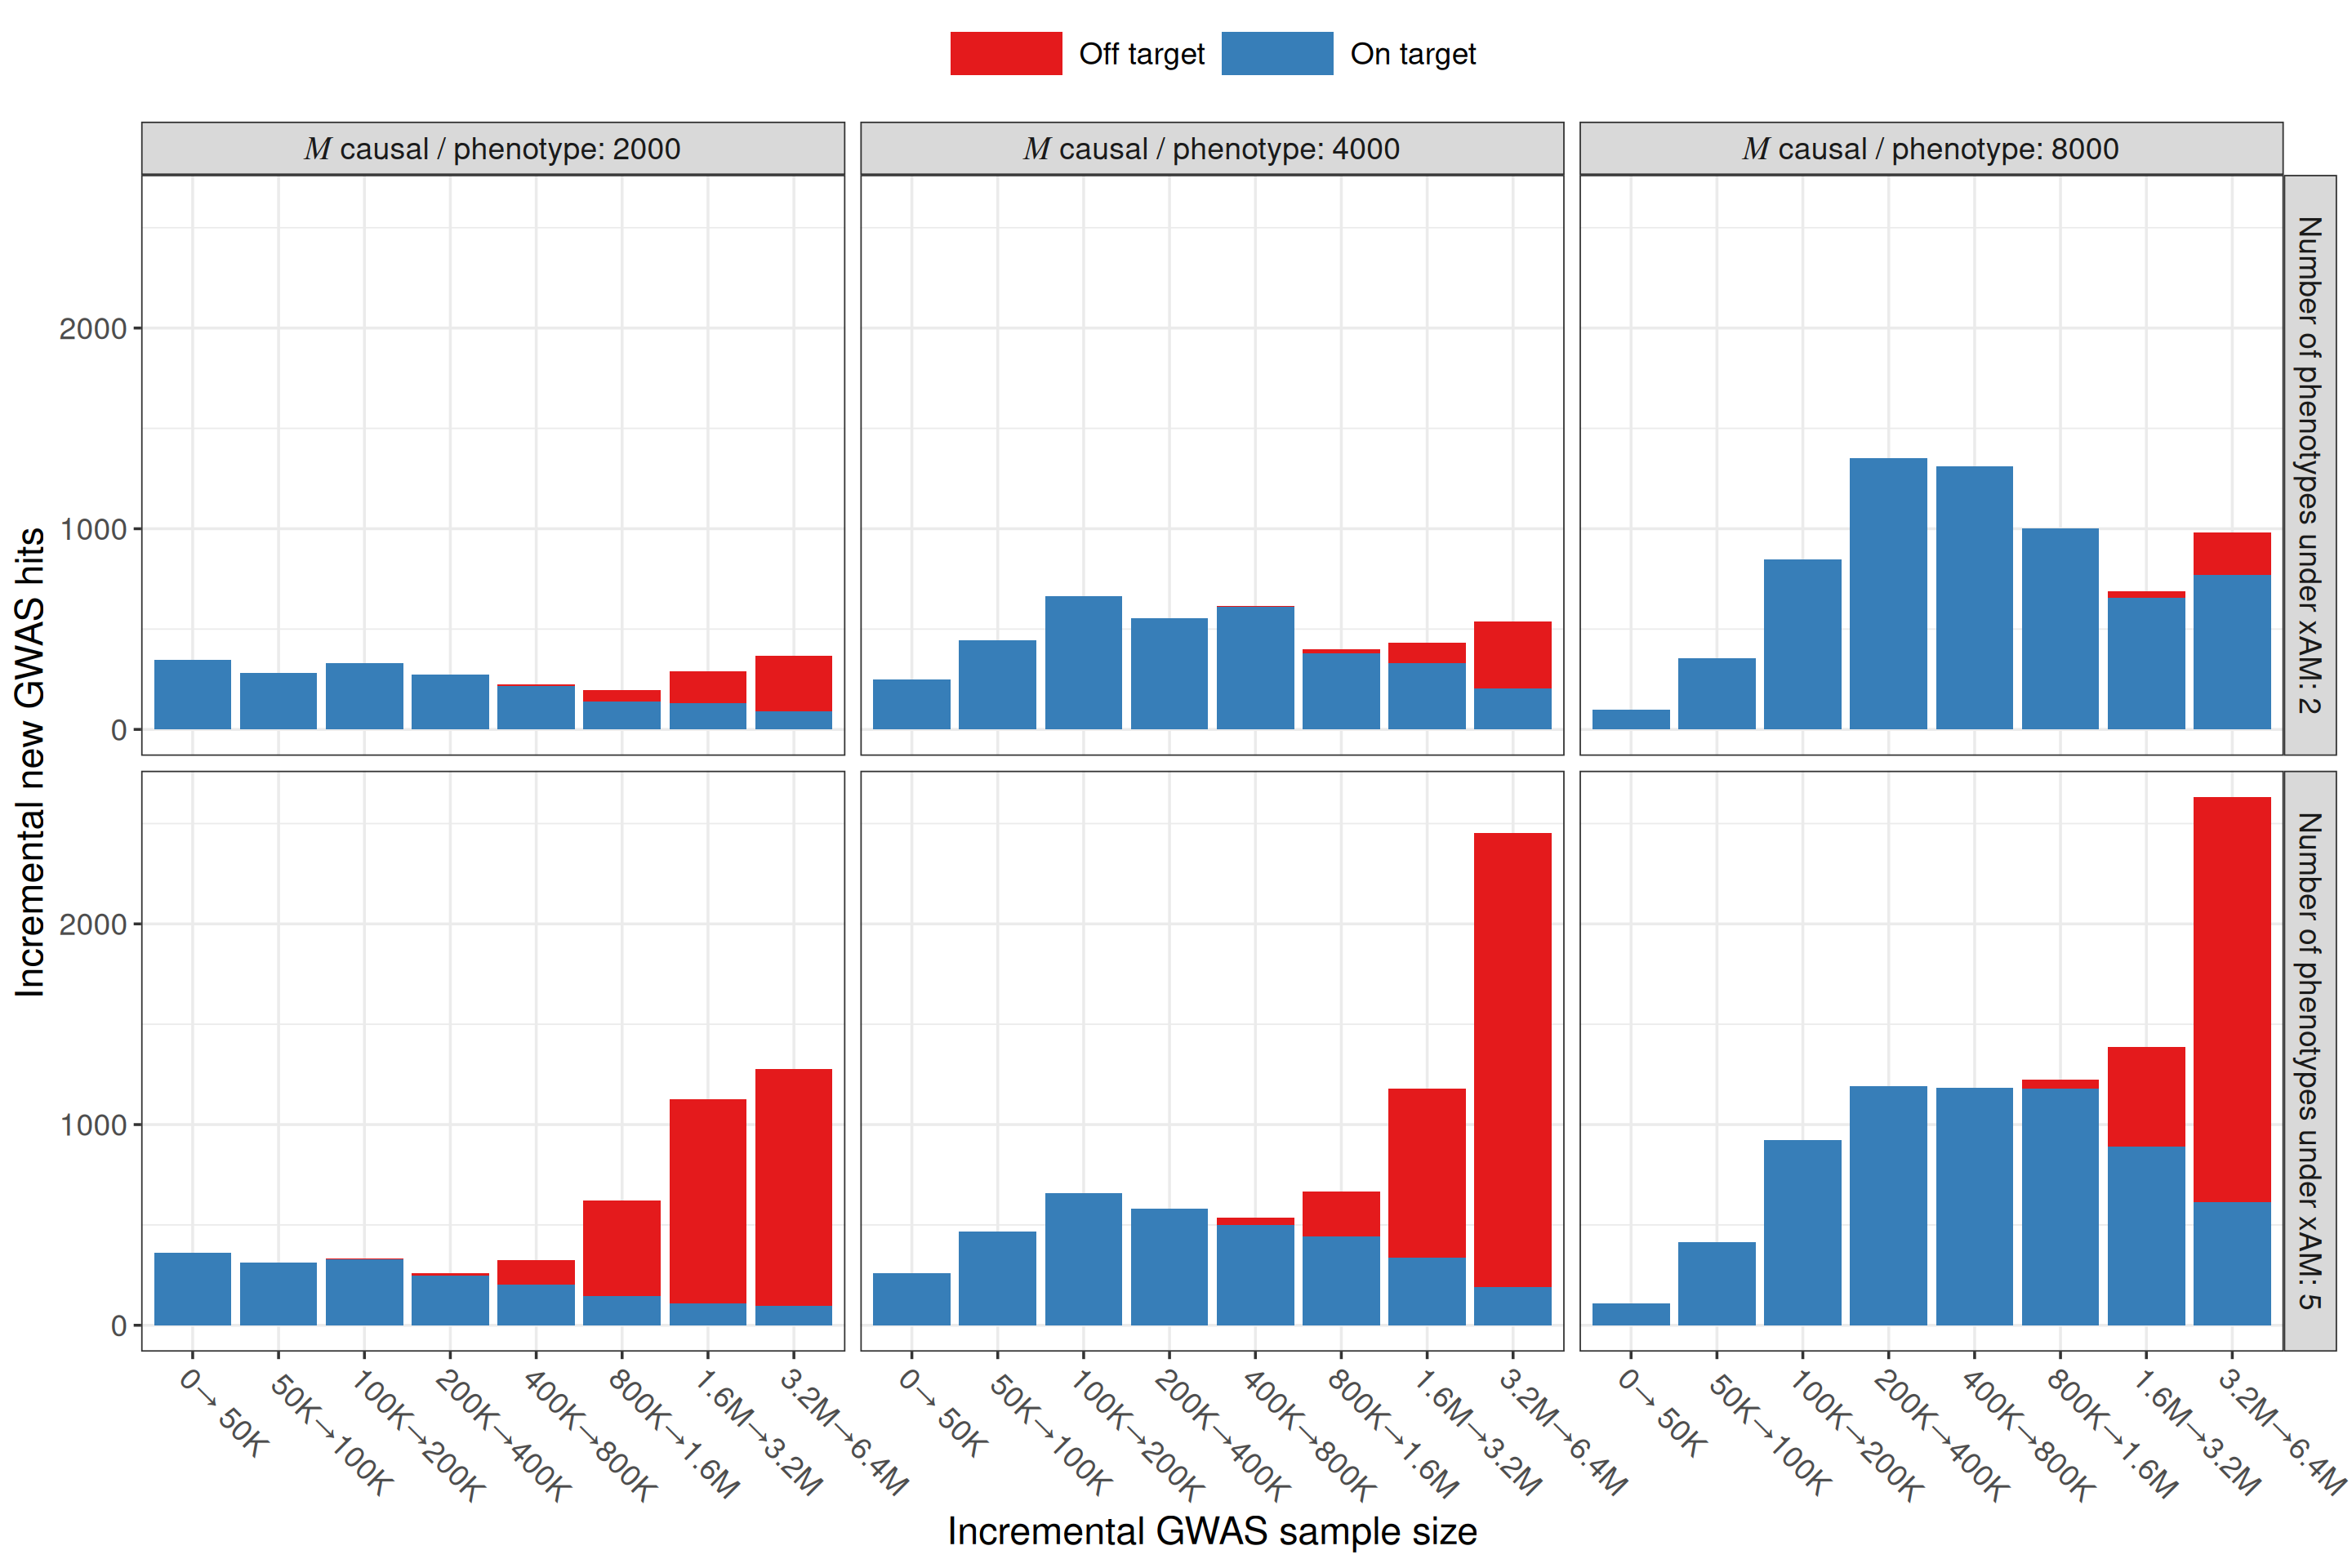 Off target
On target
M causal / phenotype: 2000
M causal / phenotype: 4000
M causal / phenotype: 8000
Number of phenotypes under xAM: 2
Number of phenotypes under xAM: 5
Incremental new GWAS hits
2000
1000
0
2000
1000
0
0→50K
50K→100K
100K→200K
200K→400K
400K→800K
800K→1.6M
1.6M→3.2M
3.2M→6.4M
0→50K
50K→100K
100K→200K
200K→400K
400K→800K
800K→1.6M
1.6M→3.2M
3.2M→6.4M
0→50K
50K→100K
100K→200K
200K→400K
400K→800K
800K→1.6M
1.6M→3.2M
3.2M→6.4M
Incremental GWAS sample size